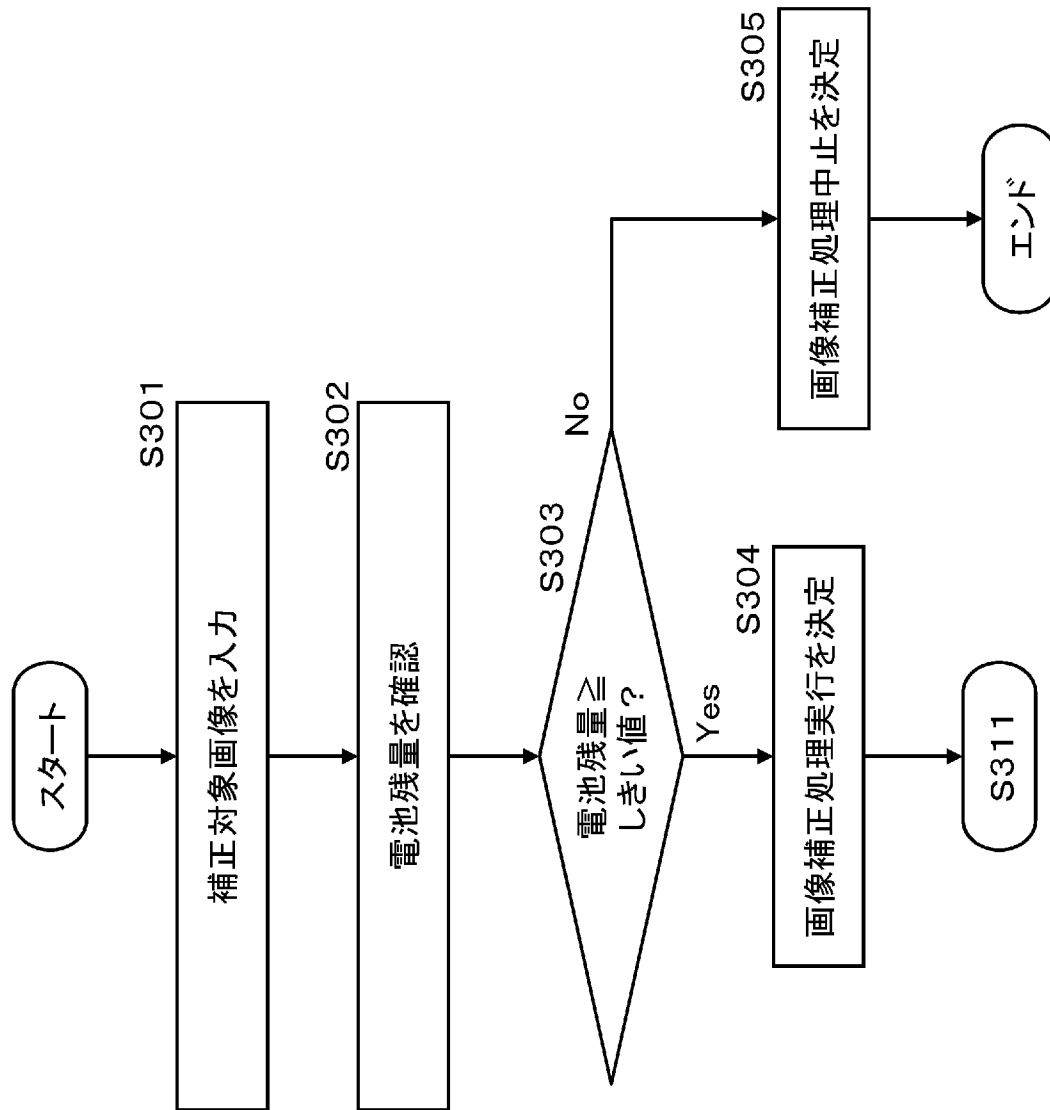 スタート
S301
補正対象画像を入力
S302
電池残量を確認
S303
電池残量≧
しきい値？
No
Yes
S304
画像補正処理実行を決定
S311
S305
画像補正処理中止を決定
エンド